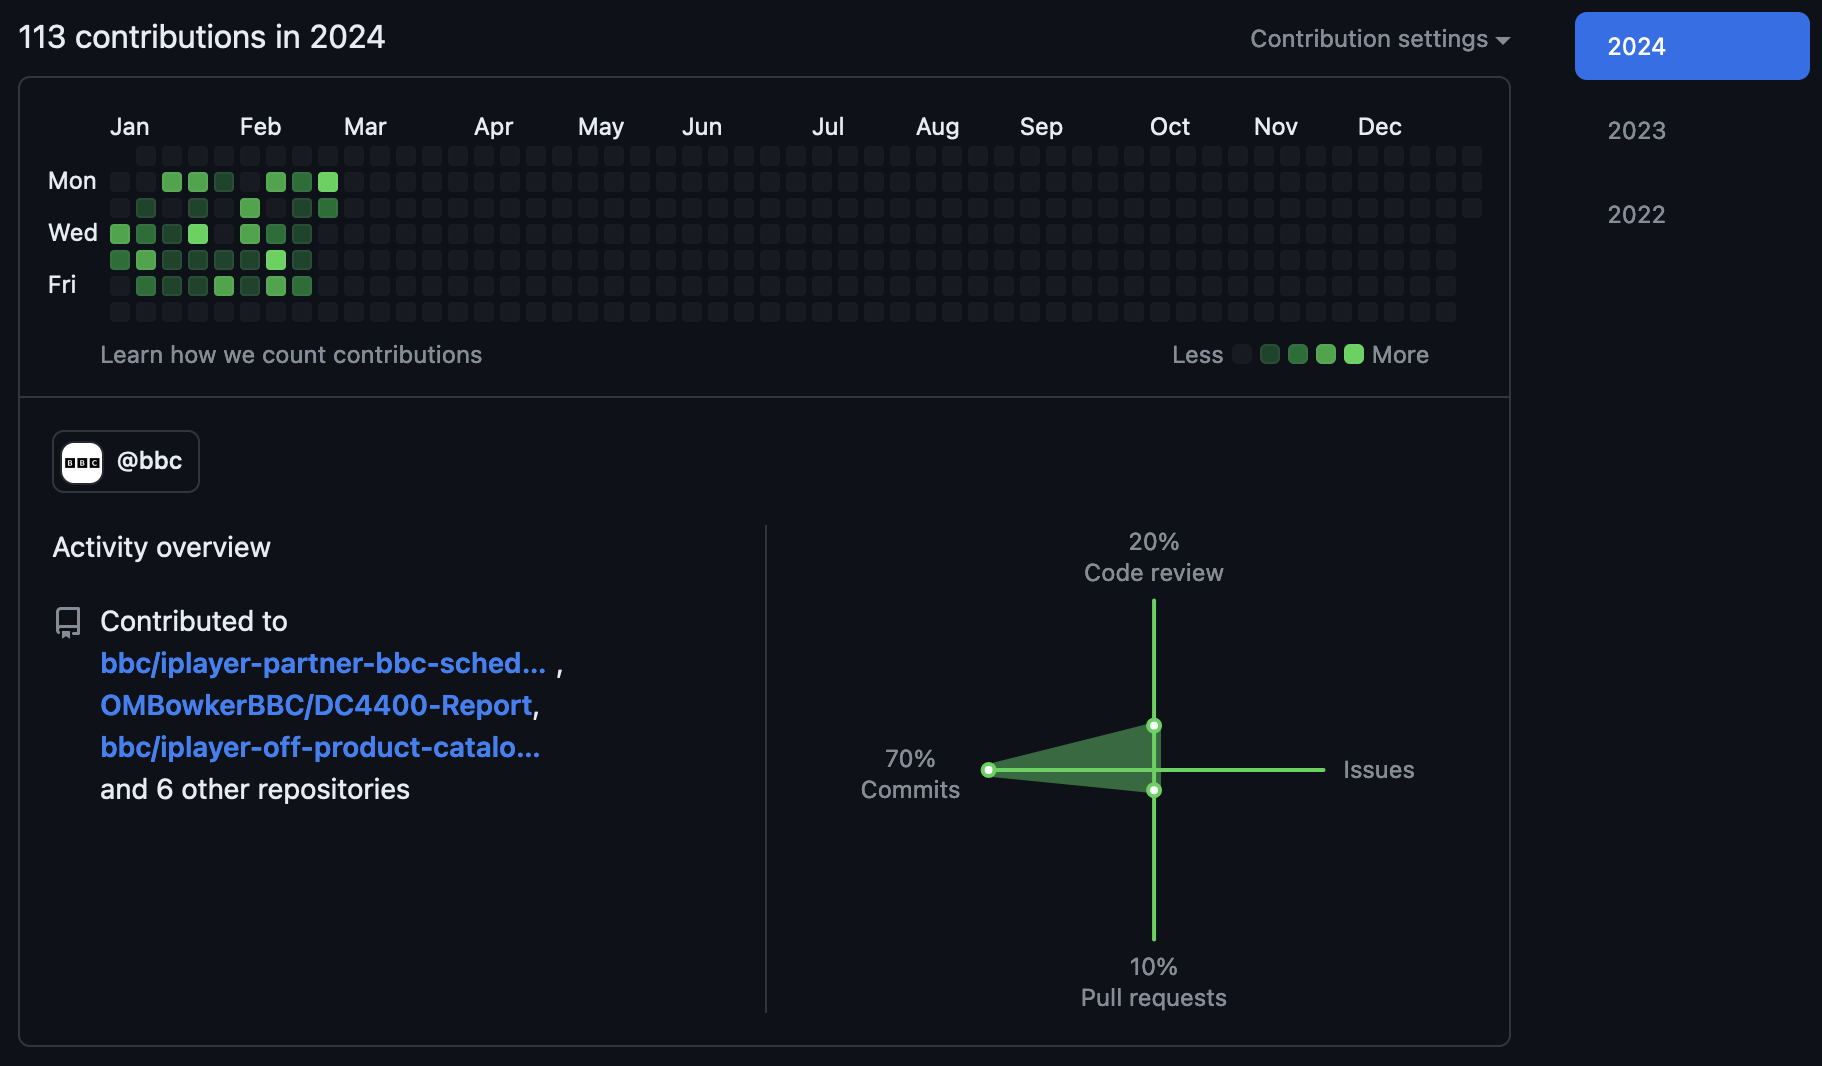 113 contributions in 2024
Contribution settings
2024
2023
2022
Jan Feb Mar Apr May Jun Jul Aug Sep Oct Nov Dec
Mon
Wed
Fri
Learn how we count contributions
Less More
BBC
@bbc
Activity overview
Contributed to
bbc/iplayer-partner-bbc-sched... ,
OMBowkerBBC/DC4400-Report,
bbc/iplayer-off-product-catalo...
and 6 other repositories
20%
Code review
70%
Commits
Issues
10%
Pull requests